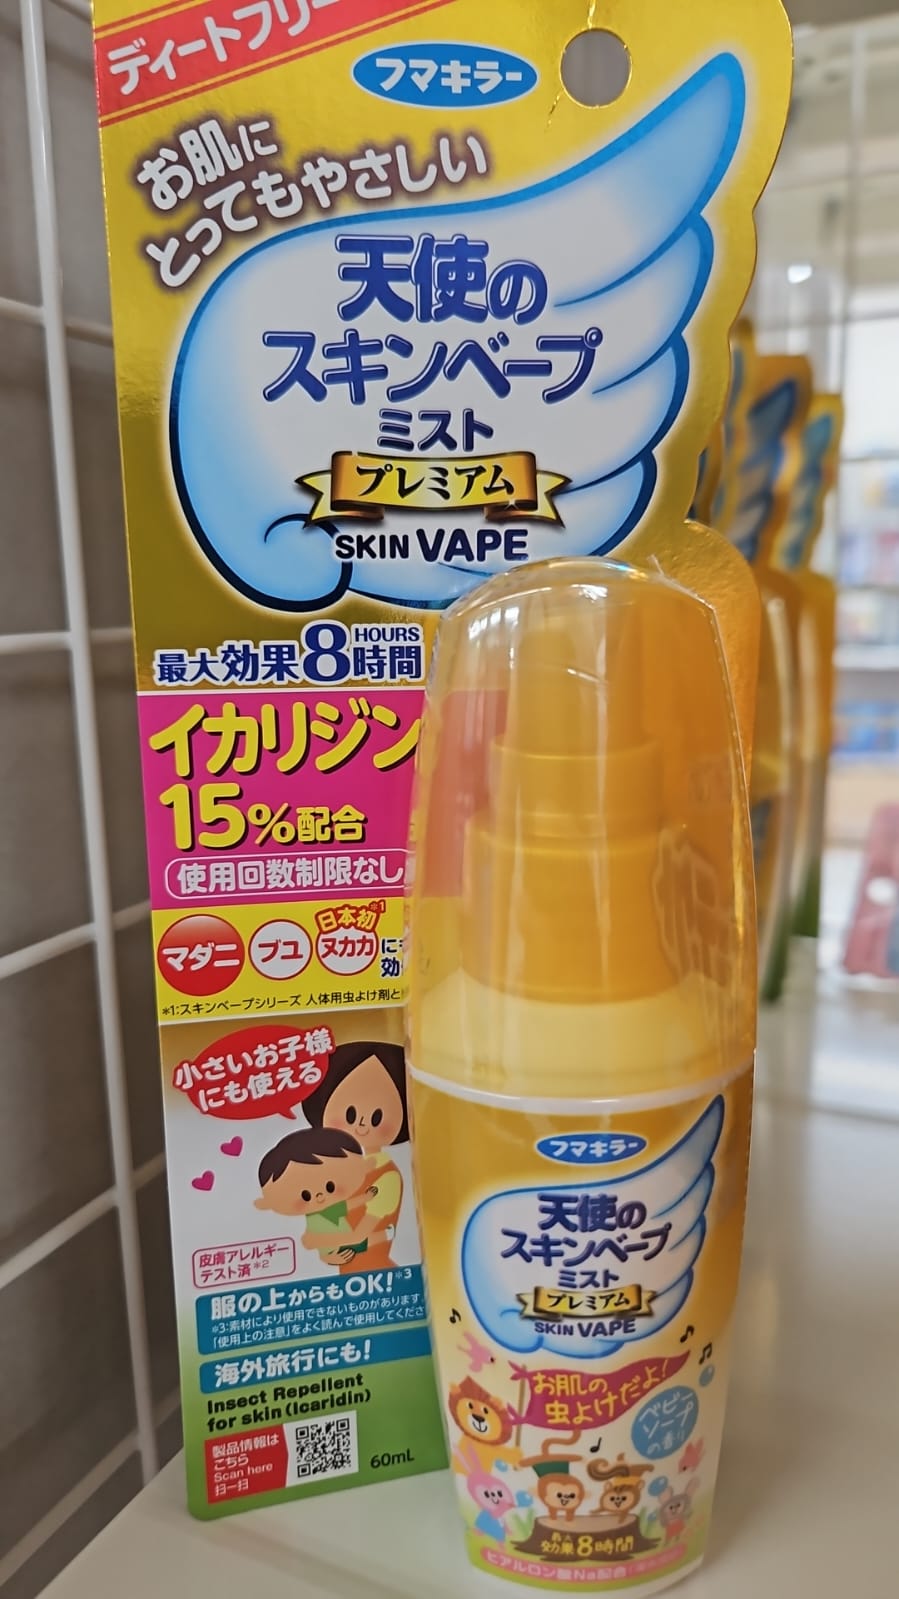 ディートフリー
フマキラー
お肌に
とってもやさしい
天使の
スキンベープ
ミスト
プレミアム
SKIN VAPE
最大効果8時間
HOURS
イカリジン
15%配合
使用回数制限なし
マダニ
ブユ
日本初*1
ヌカカ
に
効
*1:スキンベープシリーズ 人体用虫よけ剤と
小さいお子様
にも使える
皮膚アレルギー
テスト済*2
服の上からもOK!*3
*3:素材により使用できないものがあります。
「使用上の注意」をよく読んで使用してくださ
海外旅行にも!
Insect Repellent
for skin (Icaridin)
製品情報は
こちら
Scan here
扫一扫
60mL
フマキラー
天使の
スキンベープ
ミスト
プレミアム
SKIN VAPE
お肌の
虫よけだよ!
ベビー
ソープ
の香り
最大
効果8時間
ヒアルロン酸Na配合